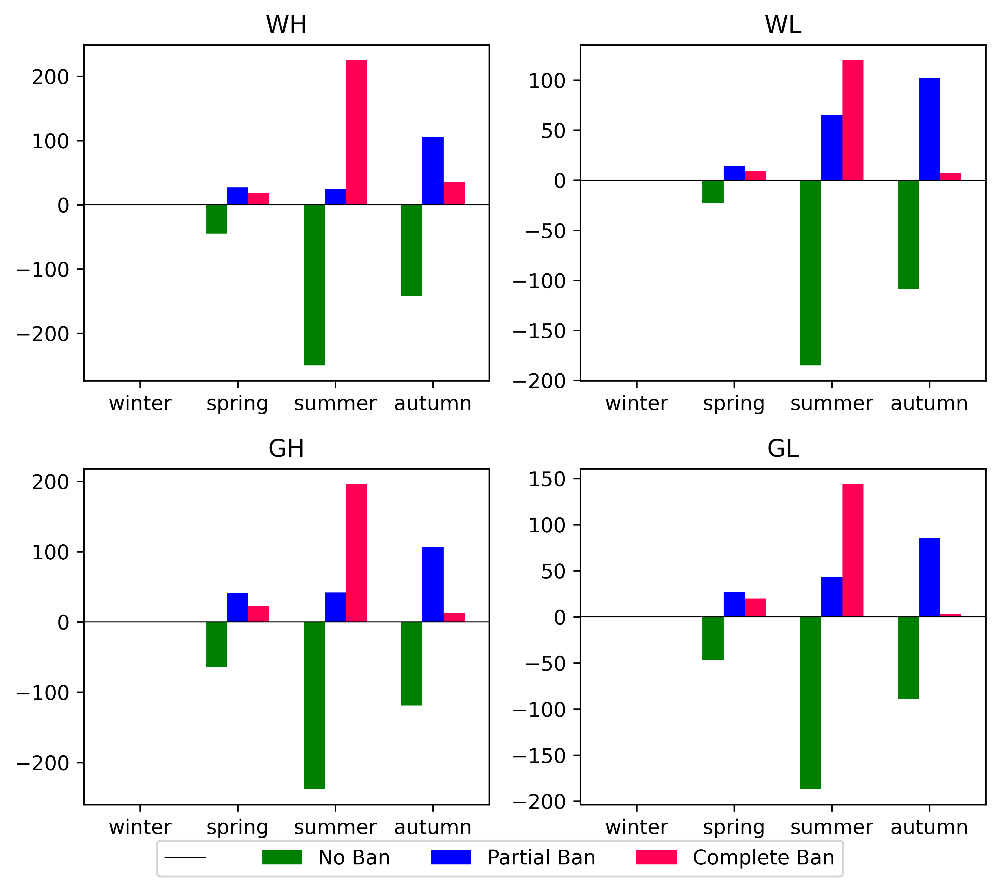 WH
200
100
0
−100
−200
winter spring summer autumn
WL
100
50
0
−50
−100
−150
−200
winter spring summer autumn
GH
200
100
0
−100
−200
winter spring summer autumn
GL
150
100
50
0
−50
−100
−150
−200
winter spring summer autumn
No Ban Partial Ban Complete Ban